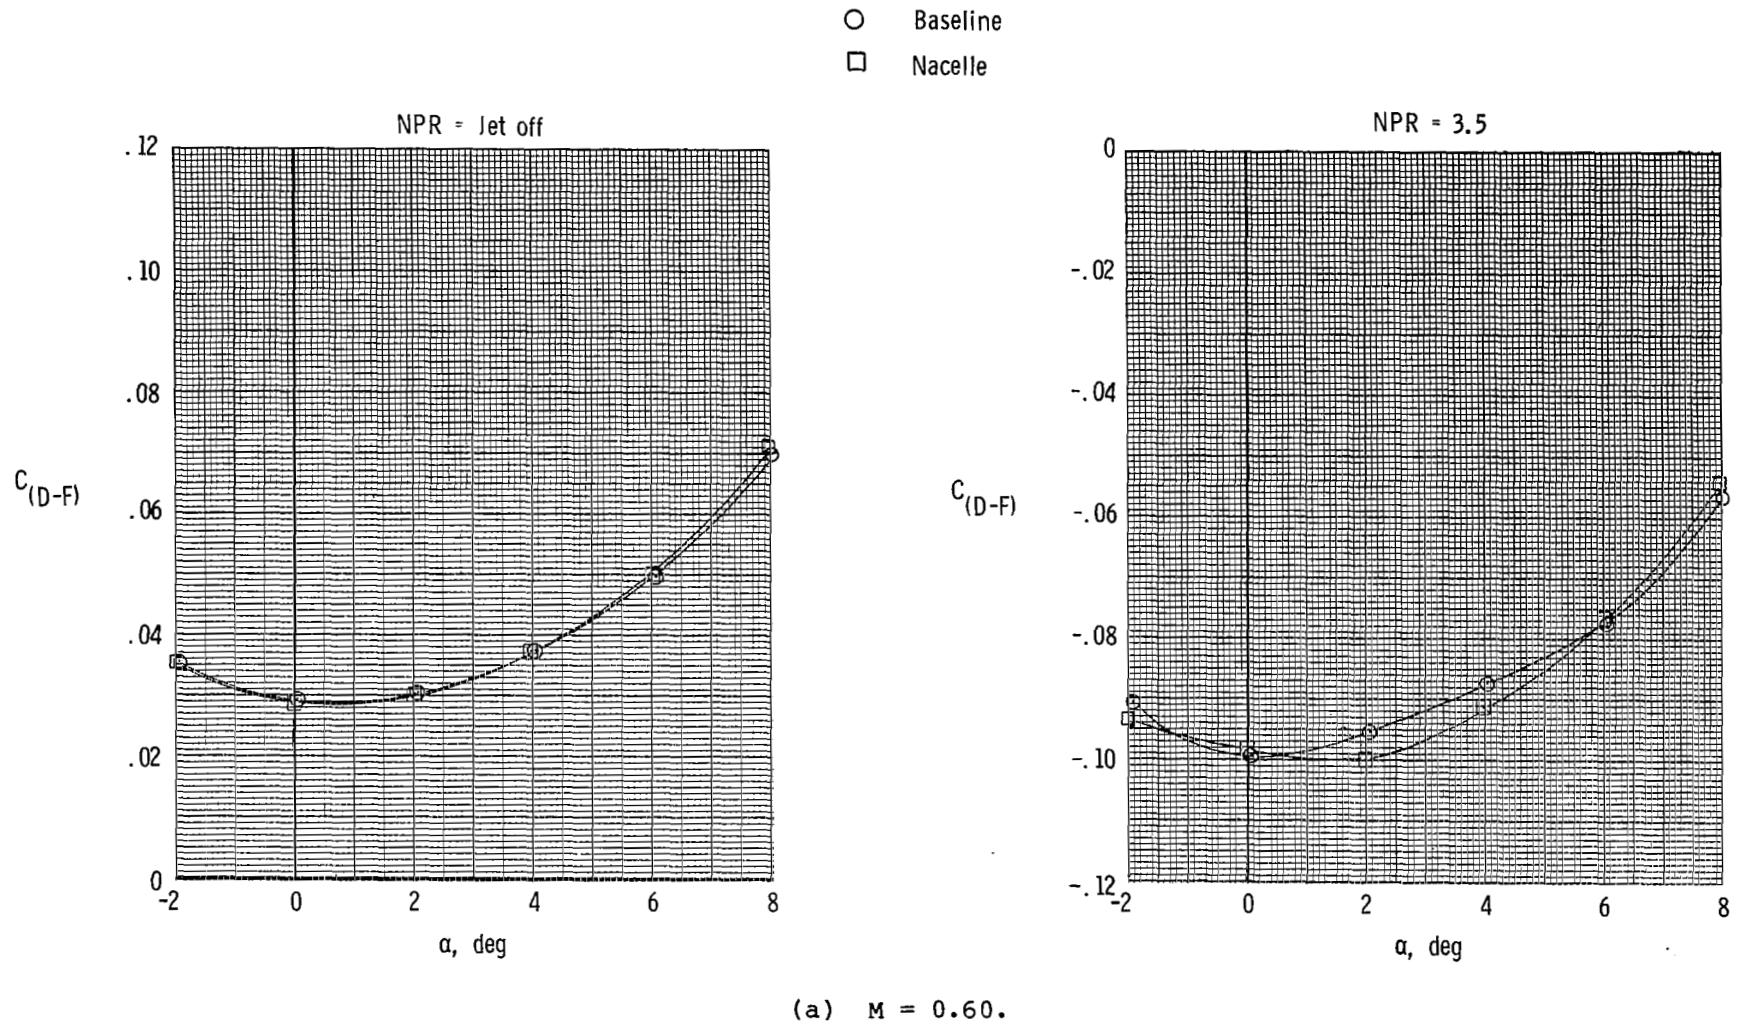 Baseline
Nacelle
NPR = Jet off
.12
.10
.08
.06
.04
.02
0
C(D-F)
-2 0 2 4 6 8
α, deg
NPR = 3.5
0
-.02
-.04
-.06
-.08
-.10
-.12
C(D-F)
-2 0 2 4 6 8
α, deg
(a) M = 0.60.